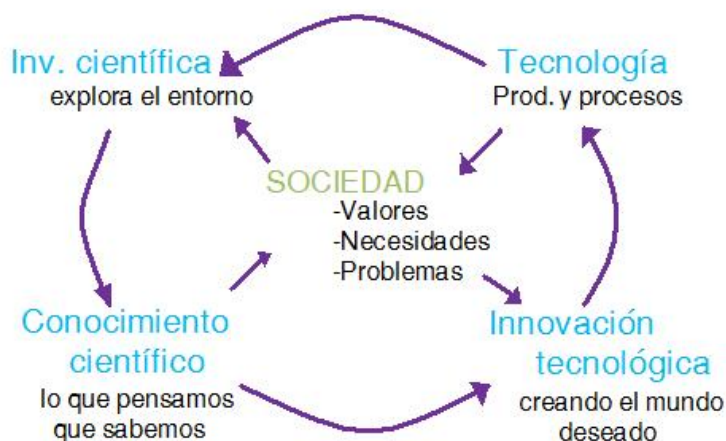 Inv. científica
explora el entorno
Tecnología
Prod. y procesos
SOCIEDAD
-Valores
-Necesidades
-Problemas
Conocimiento
científico
lo que pensamos
que sabemos
Innovación
tecnológica
creando el mundo
deseado